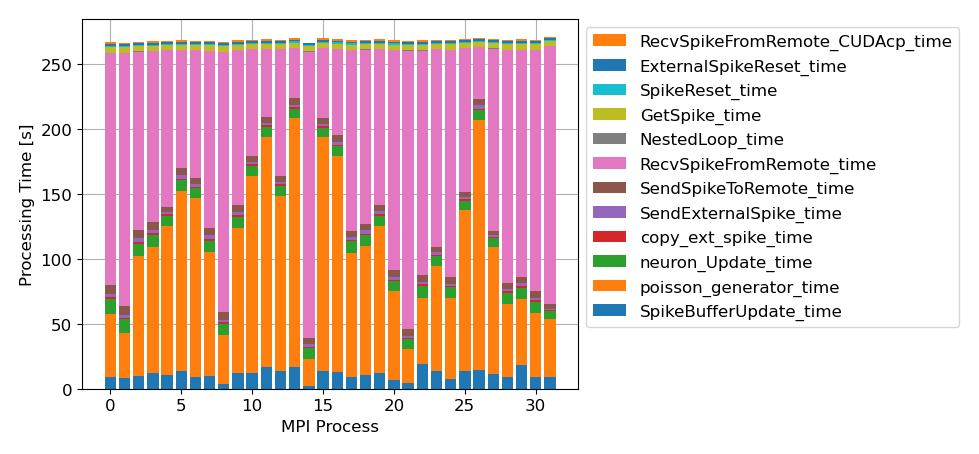 Processing Time [s]
250
200
150
100
50
0
0
5
10
15
20
25
30
MPI Process
RecvSpikeFromRemote_CUDAcp_time
ExternalSpikeReset_time
SpikeReset_time
GetSpike_time
NestedLoop_time
RecvSpikeFromRemote_time
SendSpikeToRemote_time
SendExternalSpike_time
copy_ext_spike_time
neuron_Update_time
poisson_generator_time
SpikeBufferUpdate_time